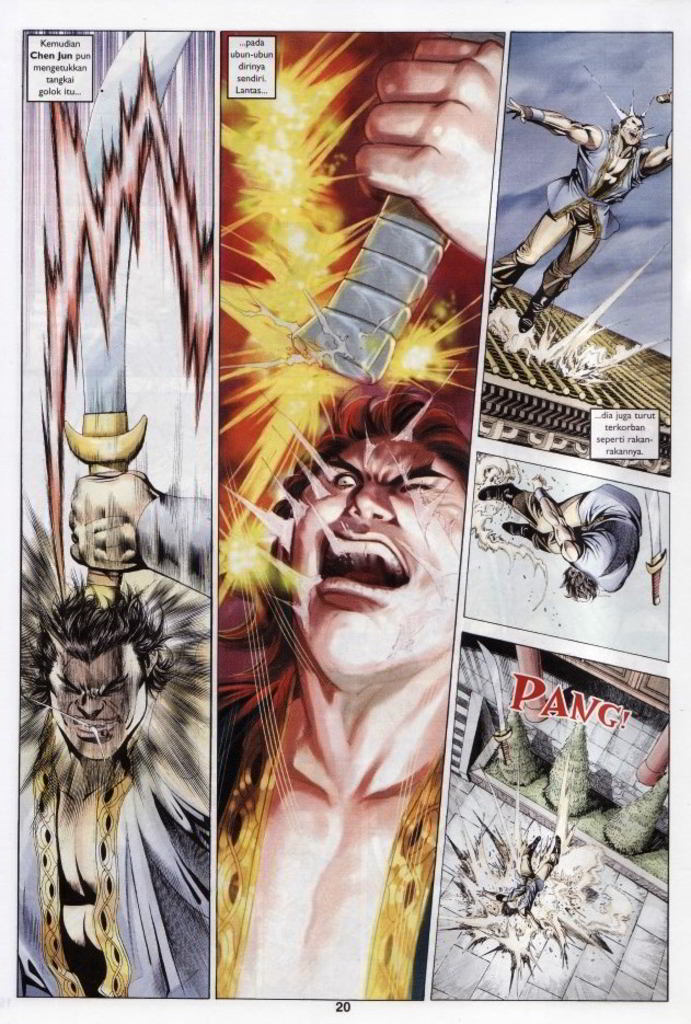 Kemudian
Chen Jun pun
mengetukkan
tangkai
golok itu...
...pada
ubun-ubun
dirinya
sendiri.
Lantas...
...dia juga turut
terkorban
seperti rakan-
rakannya.
PANG!
20